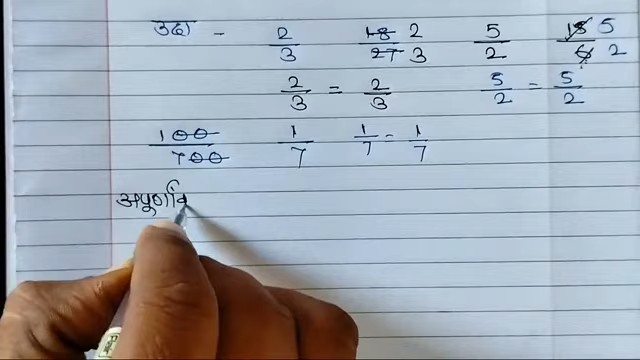 उदा - 2/3 18/27 2/3 5/2 15/6 5/2
2/3 = 2/3 5/2 = 5/2
100/700 1/7 1/7 = 1/7
अपूर्णां